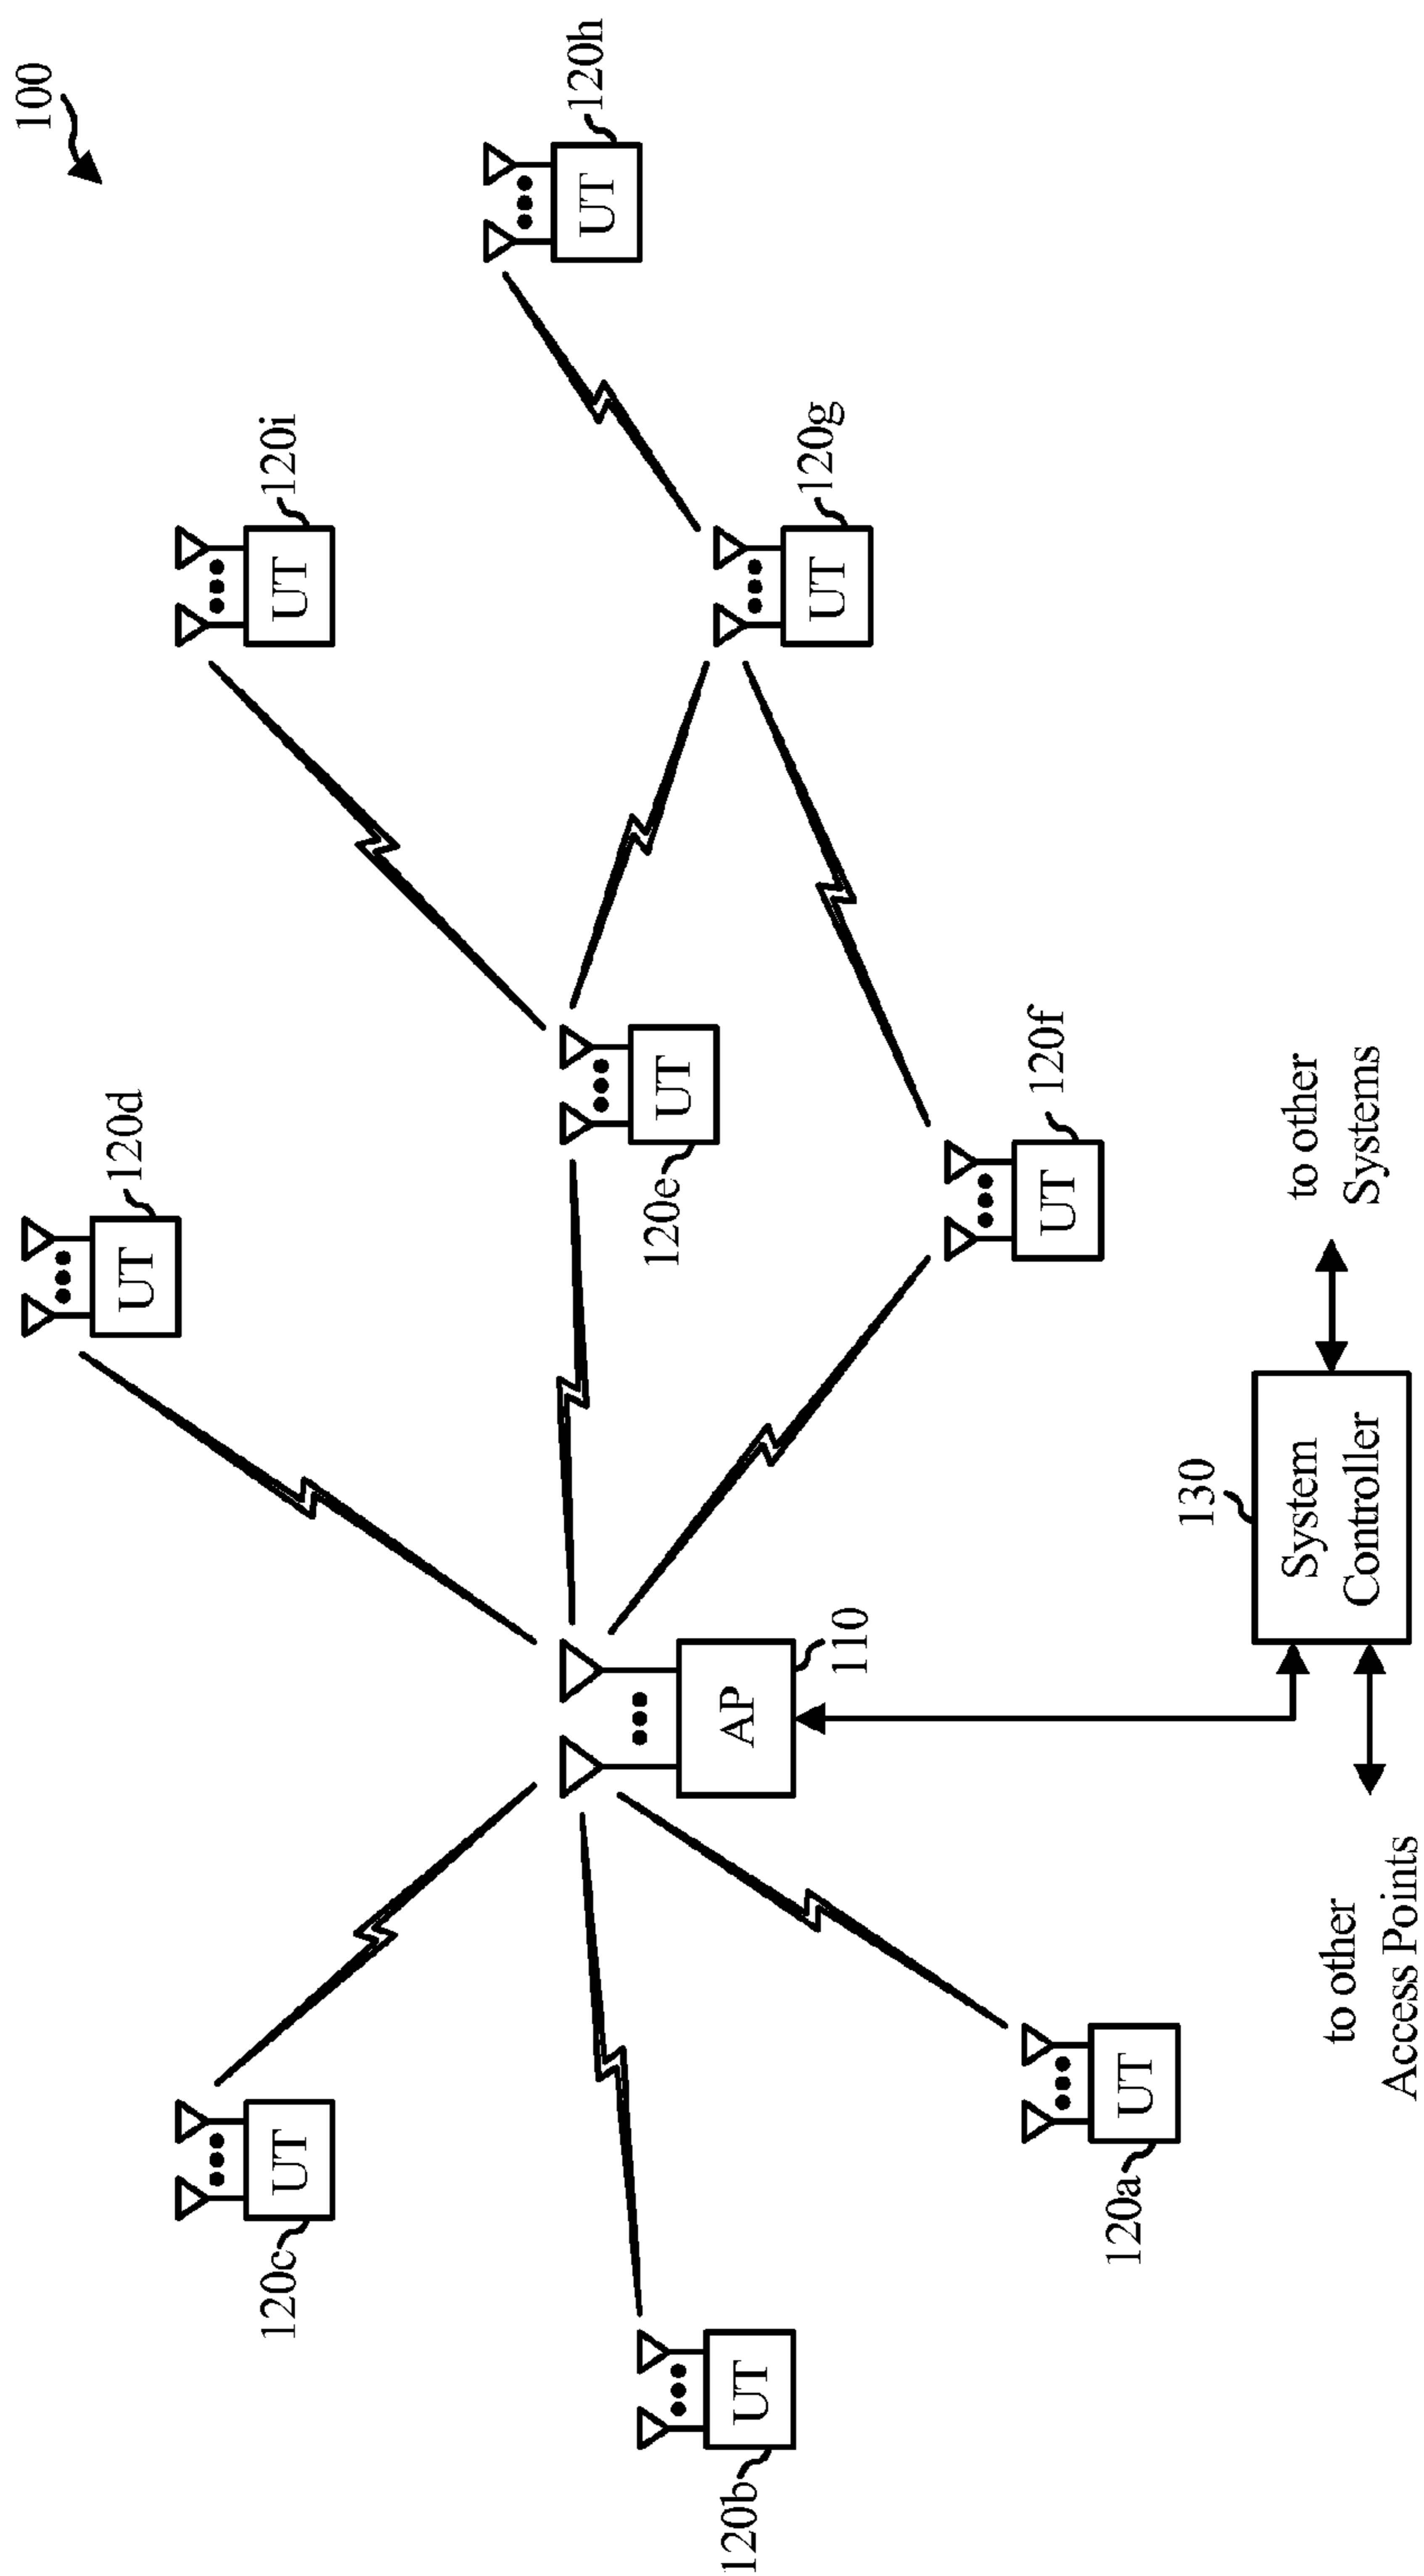 100
120d
UT
120c
UT
120i
UT
120h
UT
120b
UT
AP
110
120e
UT
120g
UT
120a
UT
120f
UT
130
System
Controller
to other
Access Points
to other
Systems